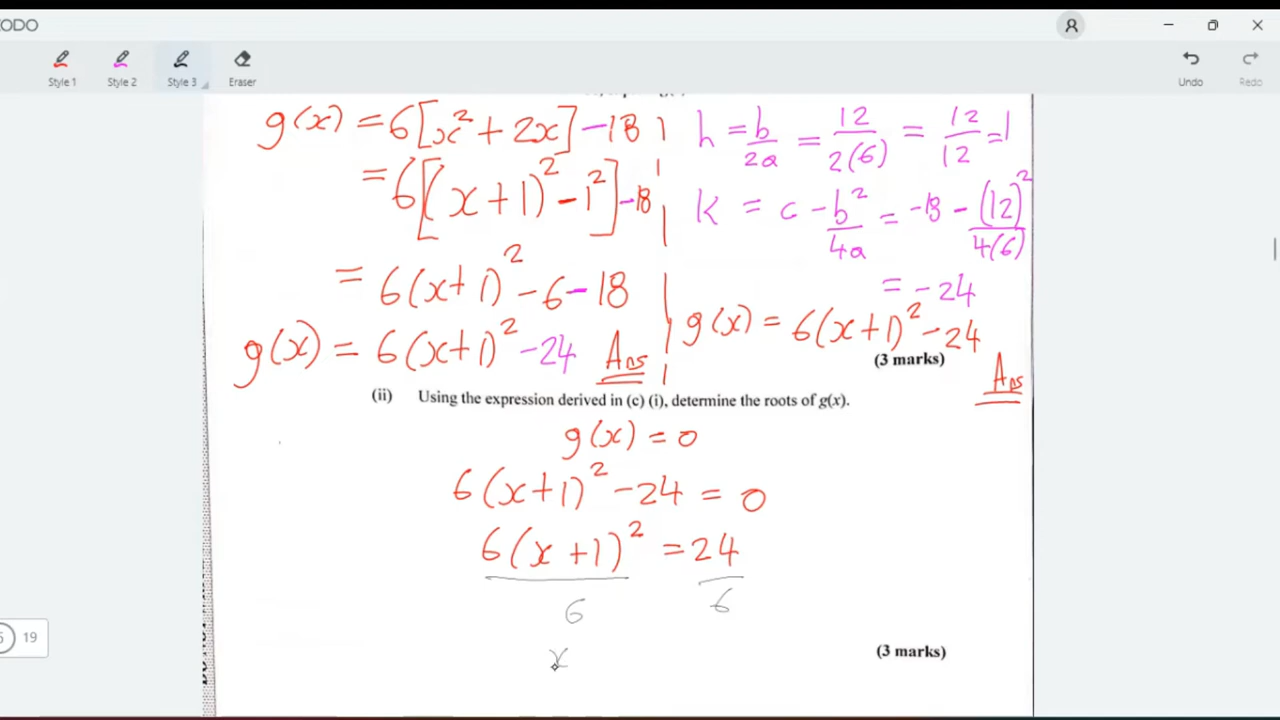 ODO
Style 1 Style 2 Style 3 Eraser Undo Redo
g(x) = 6[x² + 2x] - 18
= 6[(x+1)² - 1²] - 18
= 6(x+1)² - 6 - 18
g(x) = 6(x+1)² - 24 Ans
h = b/2a = 12/2(6) = 12/12 = 1
k = c - b²/4a = -18 - (12)²/4(6)
= -24
g(x) = 6(x+1)² - 24
(3 marks)
Ans
(ii) Using the expression derived in (c) (i), determine the roots of g(x).
g(x) = 0
6(x+1)² - 24 = 0
6(x+1)² = 24
6 6
x
(3 marks)
19